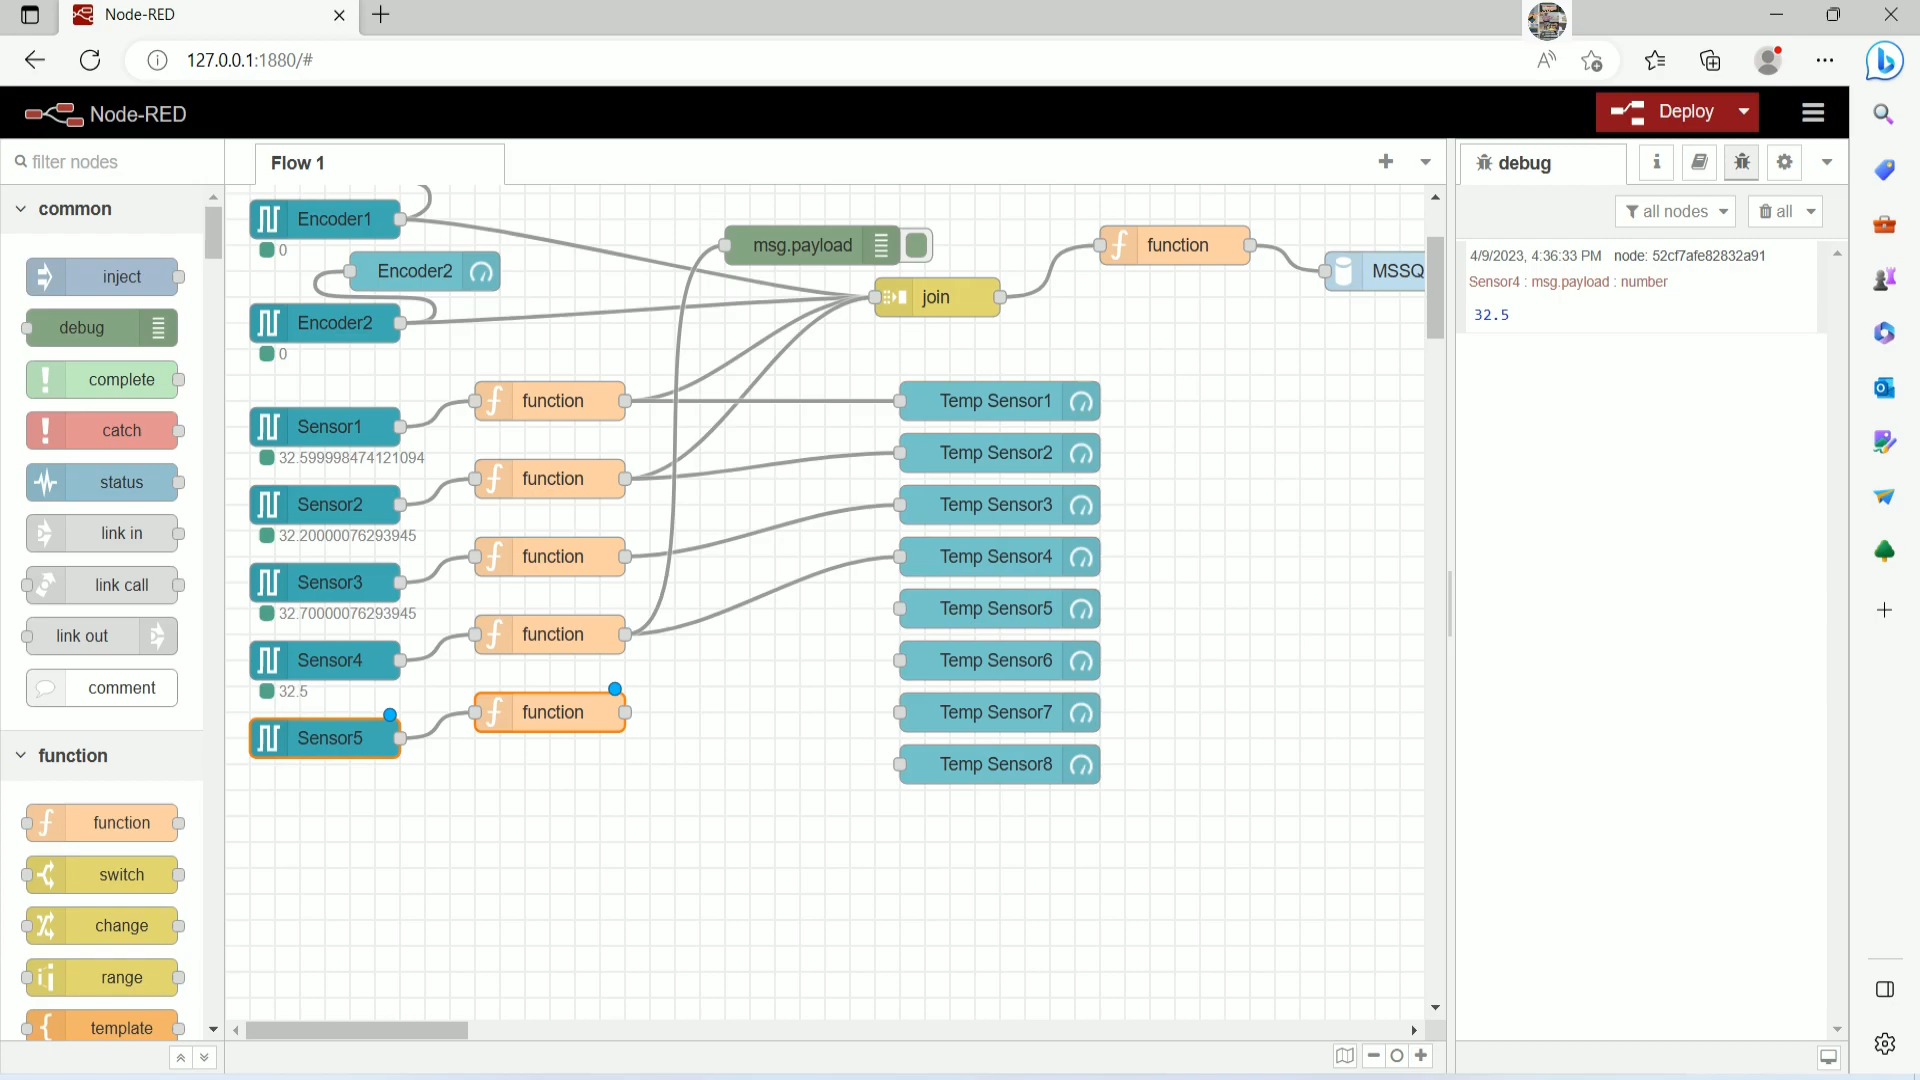 Node-RED
127.0.0.1:1880/#
Node-RED
Deploy
filter nodes
Flow 1
debug
i
common
all nodes
all
inject
debug
complete
catch
status
link in
link call
link out
comment
function
function
switch
change
range
template
Encoder1
0
Encoder2
Encoder2
0
Sensor1
32.599998474121094
Sensor2
32.20000076293945
Sensor3
32.70000076293945
Sensor4
32.5
Sensor5
function
function
function
function
function
msg.payload
join
function
MSSQ
Temp Sensor1
Temp Sensor2
Temp Sensor3
Temp Sensor4
Temp Sensor5
Temp Sensor6
Temp Sensor7
Temp Sensor8
4/9/2023, 4:36:33 PM node: 52cf7afe82832a91
Sensor4 : msg.payload : number
32.5